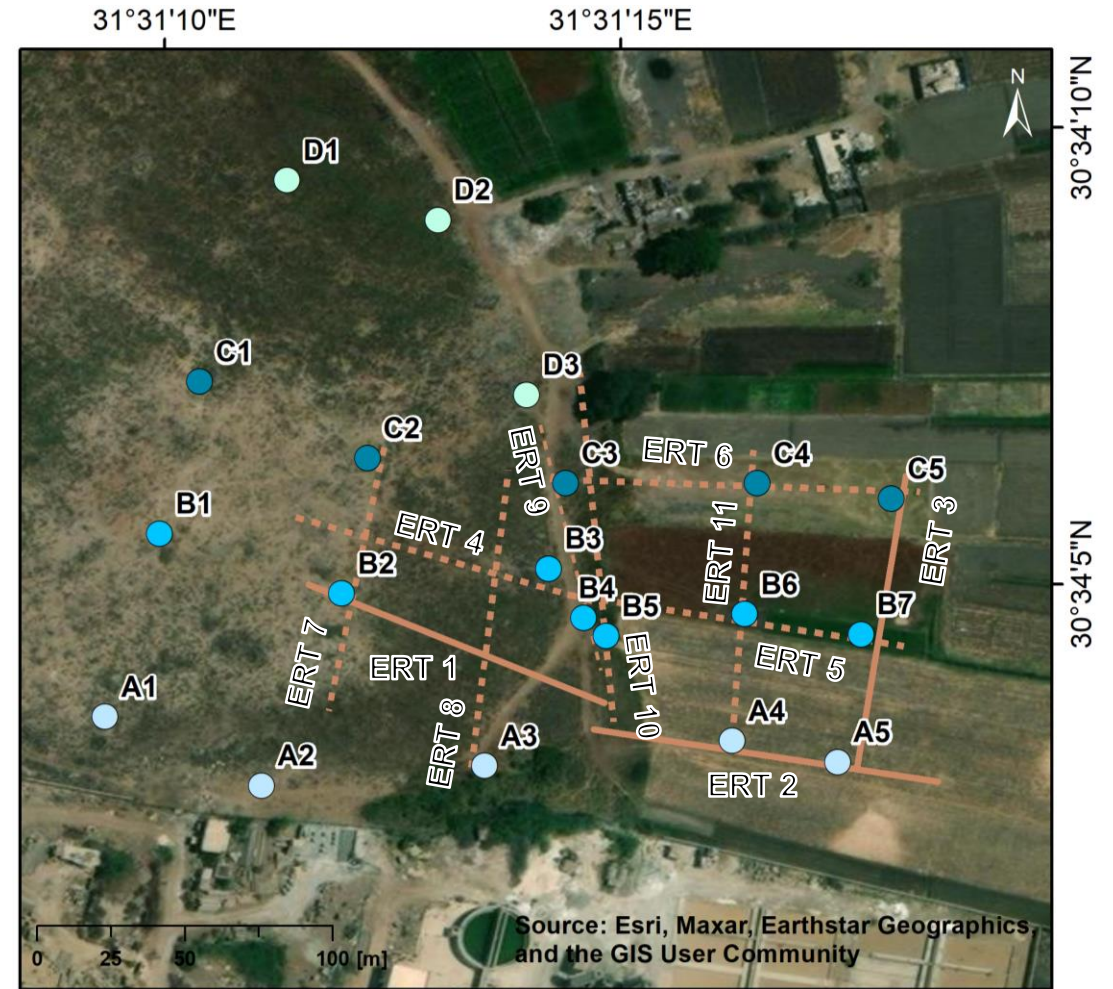 31°31'10"E
31°31'15"E
N
30°34'10"N
D1
D2
D3
C1
C2
C3
C4
C5
ERT 6
ERT 9
ERT 3
ERT 11
B1
ERT 4
B3
30°34'5"N
B2
B4
B5
B6
B7
ERT 7
ERT 1
ERT 5
ERT 10
A1
ERT 8
A2
A3
A4
A5
ERT 2
0 25 50 100 [m]
Source: Esri, Maxar, Earthstar Geographics,
and the GIS User Community